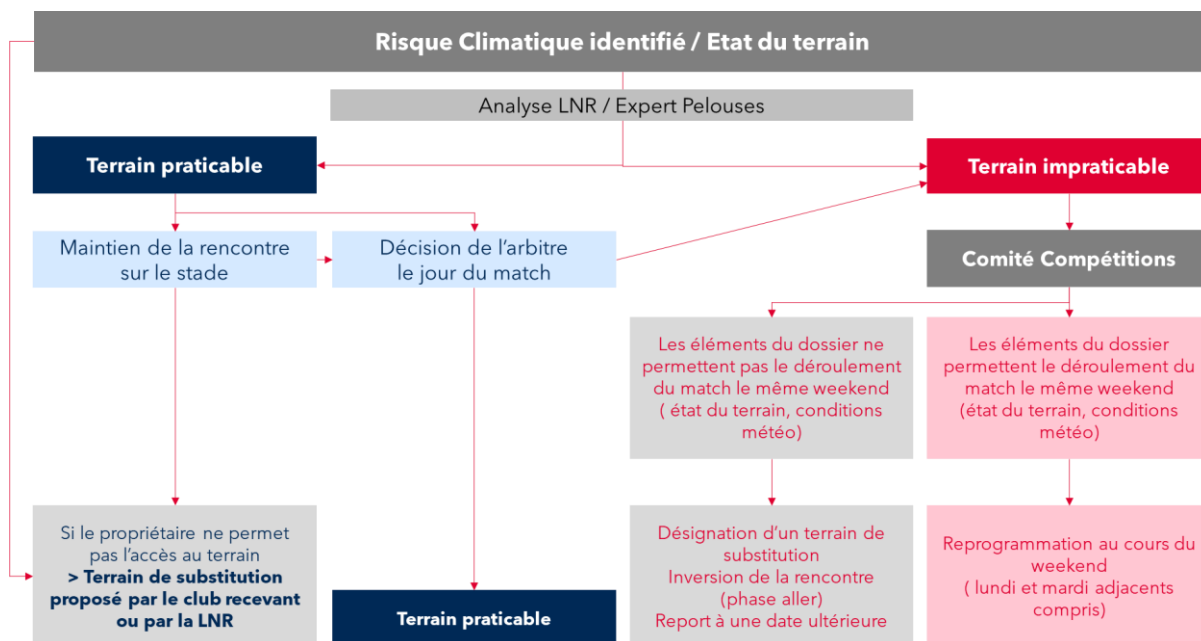 Risque Climatique identifié / Etat du terrain
Analyse LNR / Expert Pelouses
Terrain praticable
Terrain impraticable
Maintien de la rencontre
sur le stade
Décision de l’arbitre
le jour du match
Comité Compétitions
Les éléments du dossier ne
permettent pas le déroulement
du match le même weekend
( état du terrain, conditions
météo)
Les éléments du dossier
permettent le déroulement du
match le même weekend
(état du terrain, conditions
météo)
Si le propriétaire ne permet
pas l’accès au terrain
> Terrain de substitution
proposé par le club recevant
ou par la LNR
Terrain praticable
Désignation d’un terrain de
substitution
Inversion de la rencontre
(phase aller)
Report à une date ultérieure
Reprogrammation au cours du
weekend
( lundi et mardi adjacents
compris)